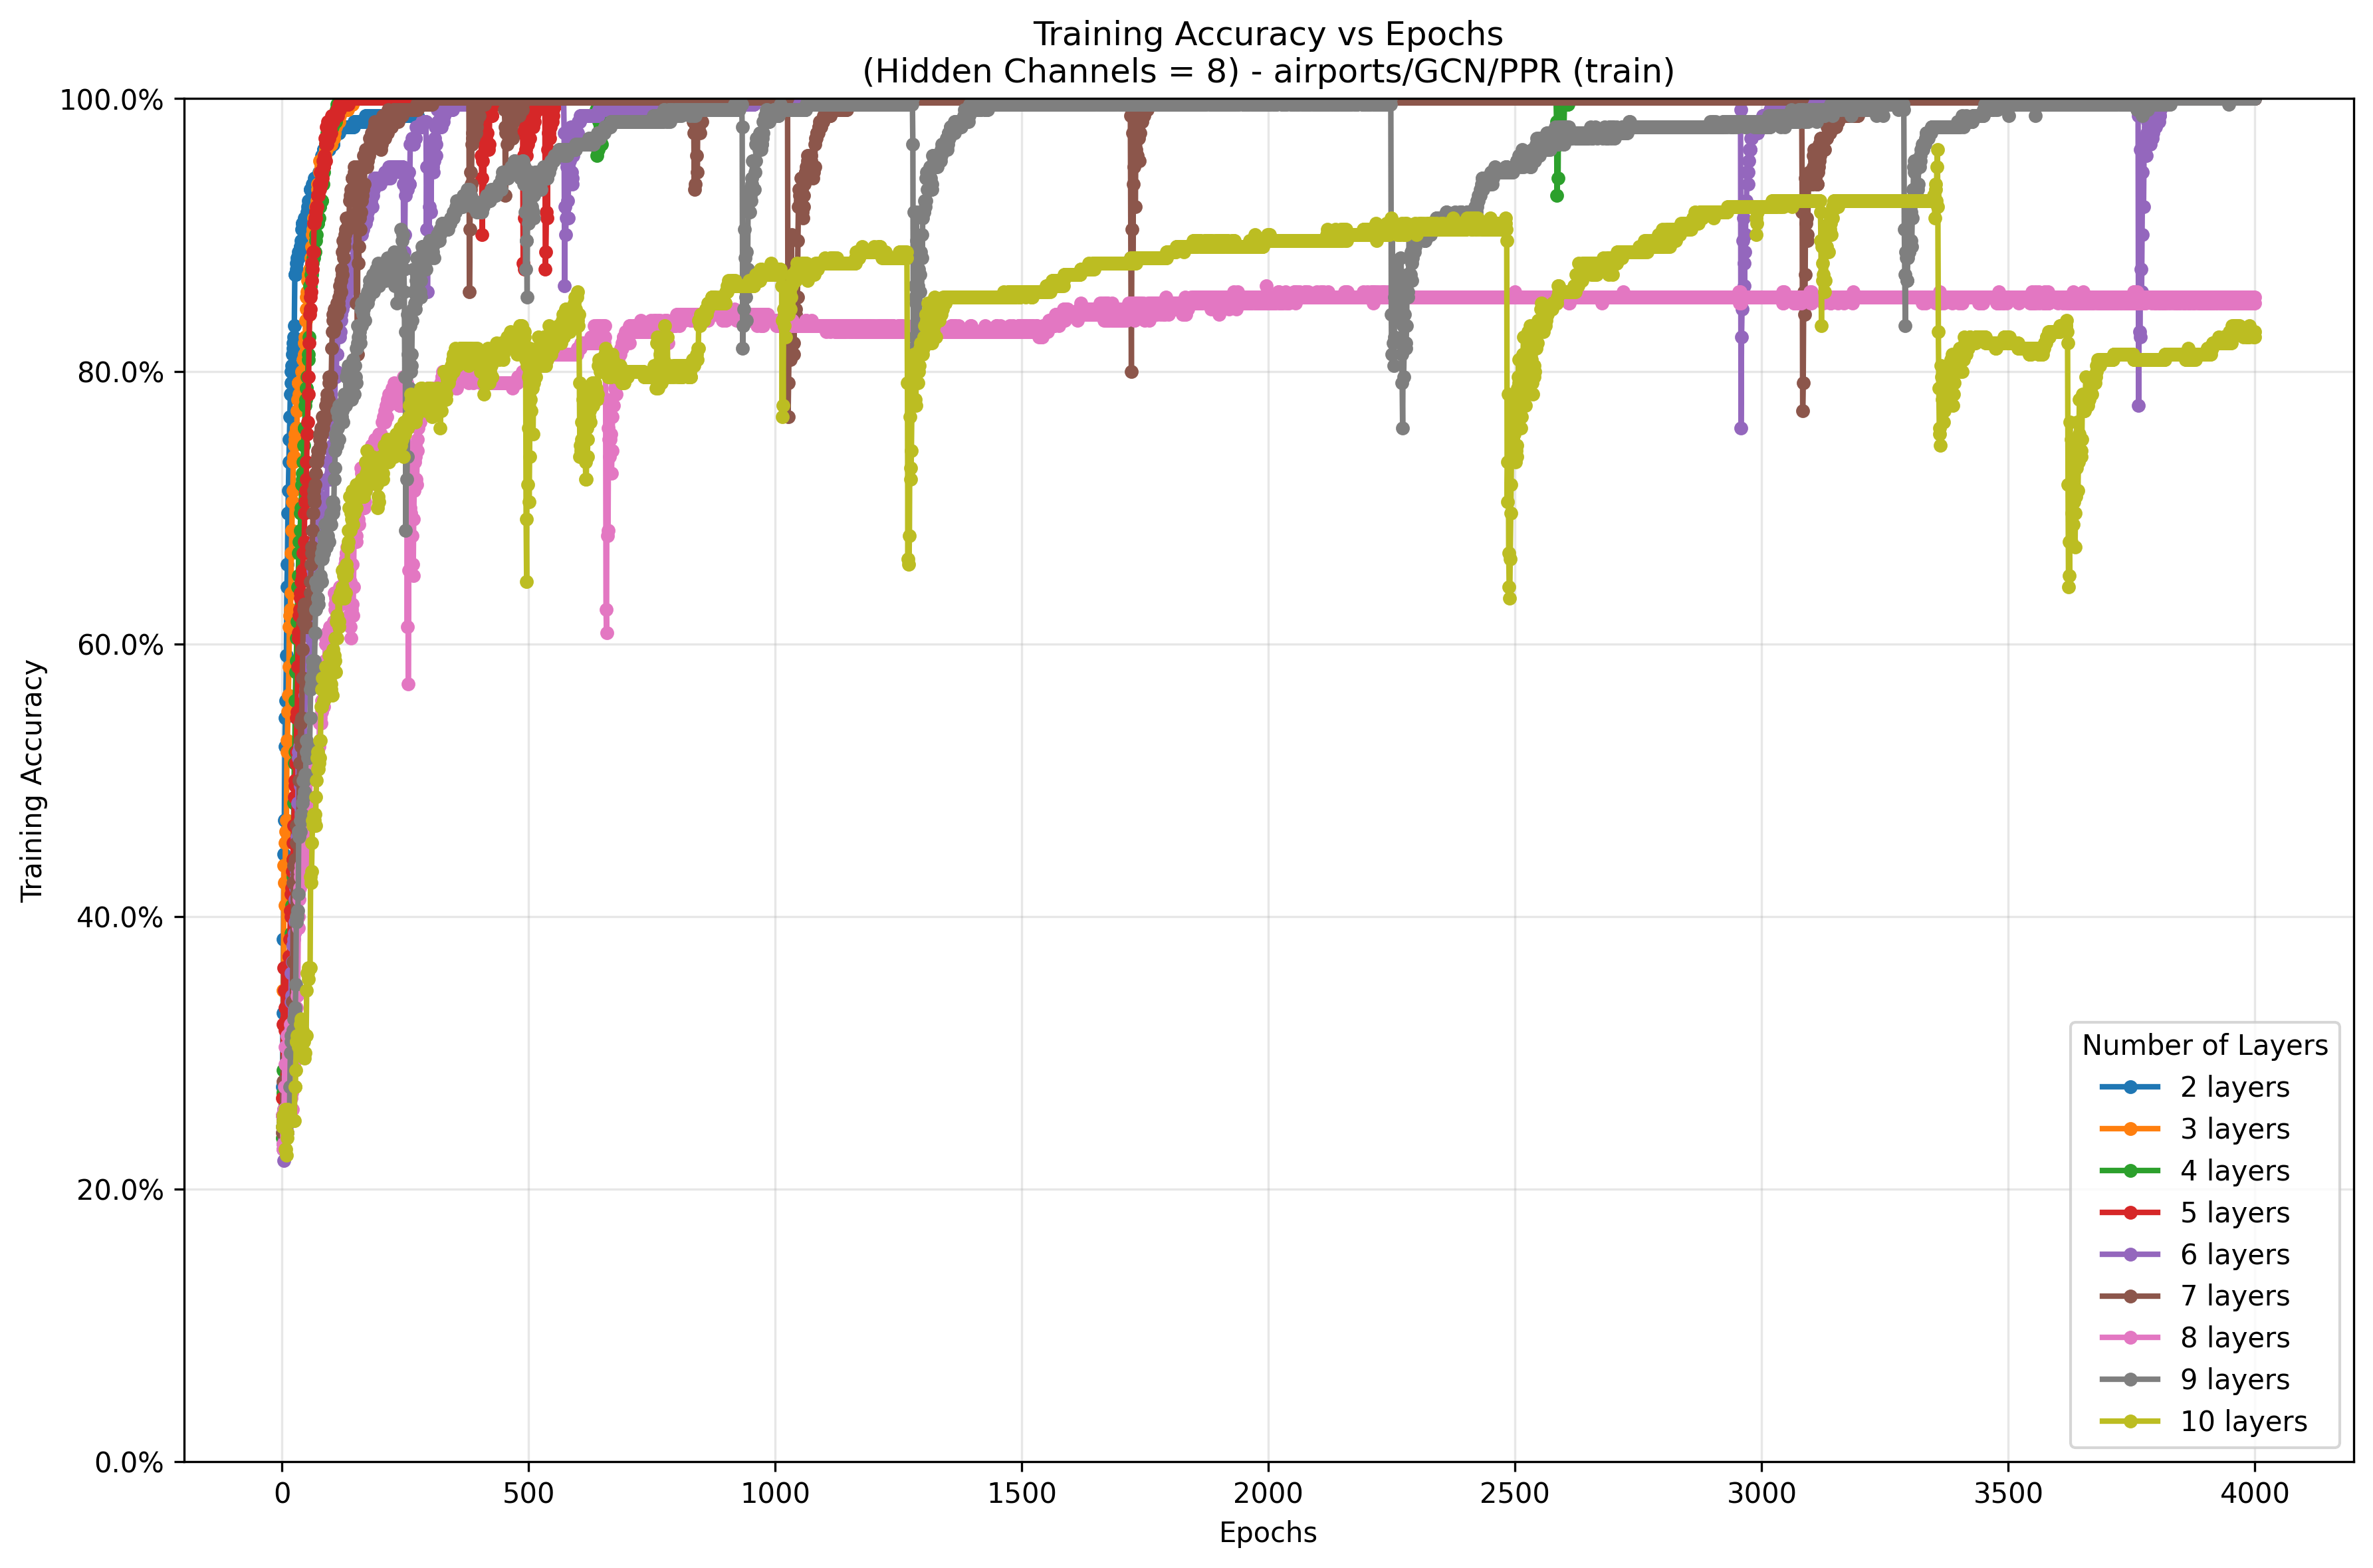 Training Accuracy vs Epochs
(Hidden Channels = 8) - airports/GCN/PPR (train)
Training Accuracy
100.0%
80.0%
60.0%
40.0%
20.0%
0.0%
0 500 1000 1500 2000 2500 3000 3500 4000
Epochs
Number of Layers
2 layers
3 layers
4 layers
5 layers
6 layers
7 layers
8 layers
9 layers
10 layers